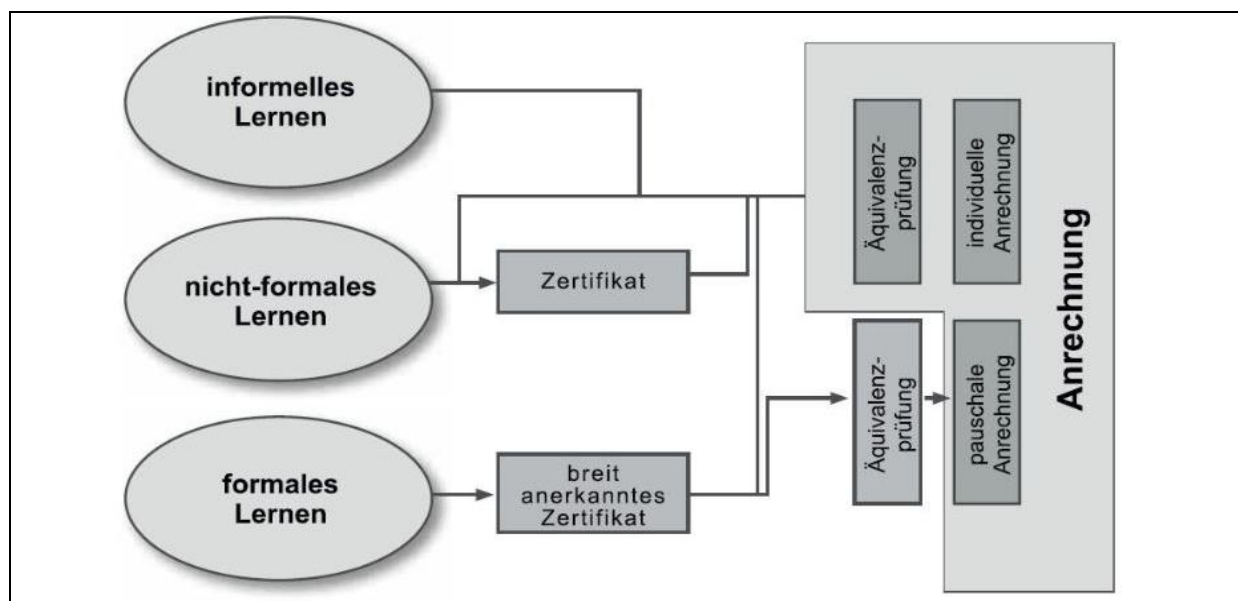 informelles
Lernen
Äquivalenz-
prüfung
individuelle
Anrechnung
nicht-formales
Lernen
Zertifikat
Anrechnung
formales
Lernen
breit
anerkanntes
Zertifikat
Äquivalenz-
prüfung
pauschale
Anrechnung